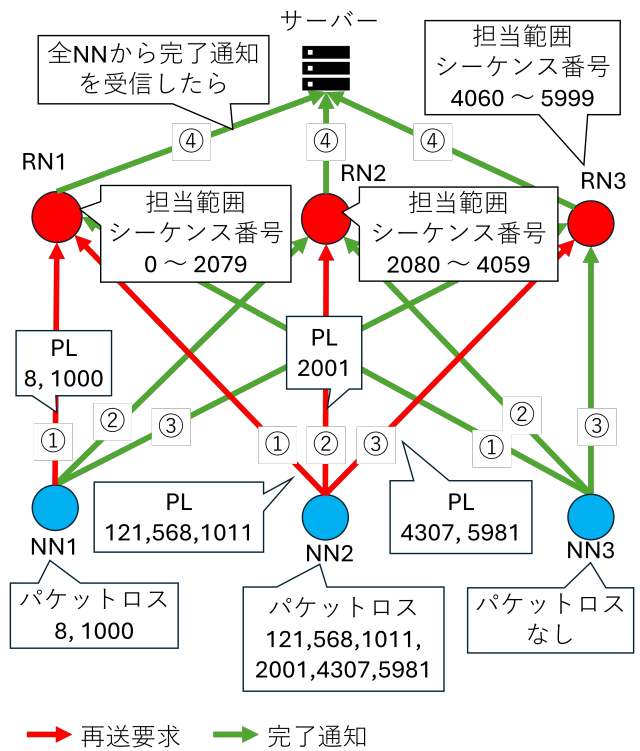 サーバー
全NNから完了通知
を受信したら
担当範囲
シーケンス番号
4060 ～ 5999
④
④
④
RN1
RN2
RN3
担当範囲
シーケンス番号
0 ～ 2079
担当範囲
シーケンス番号
2080 ～ 4059
PL
8, 1000
PL
2001
①
②
③
①
②
③
①
②
③
PL
121,568,1011
PL
4307, 5981
NN1
NN2
NN3
パケットロス
8, 1000
パケットロス
121,568,1011,
2001,4307,5981
パケットロス
なし
再送要求
完了通知